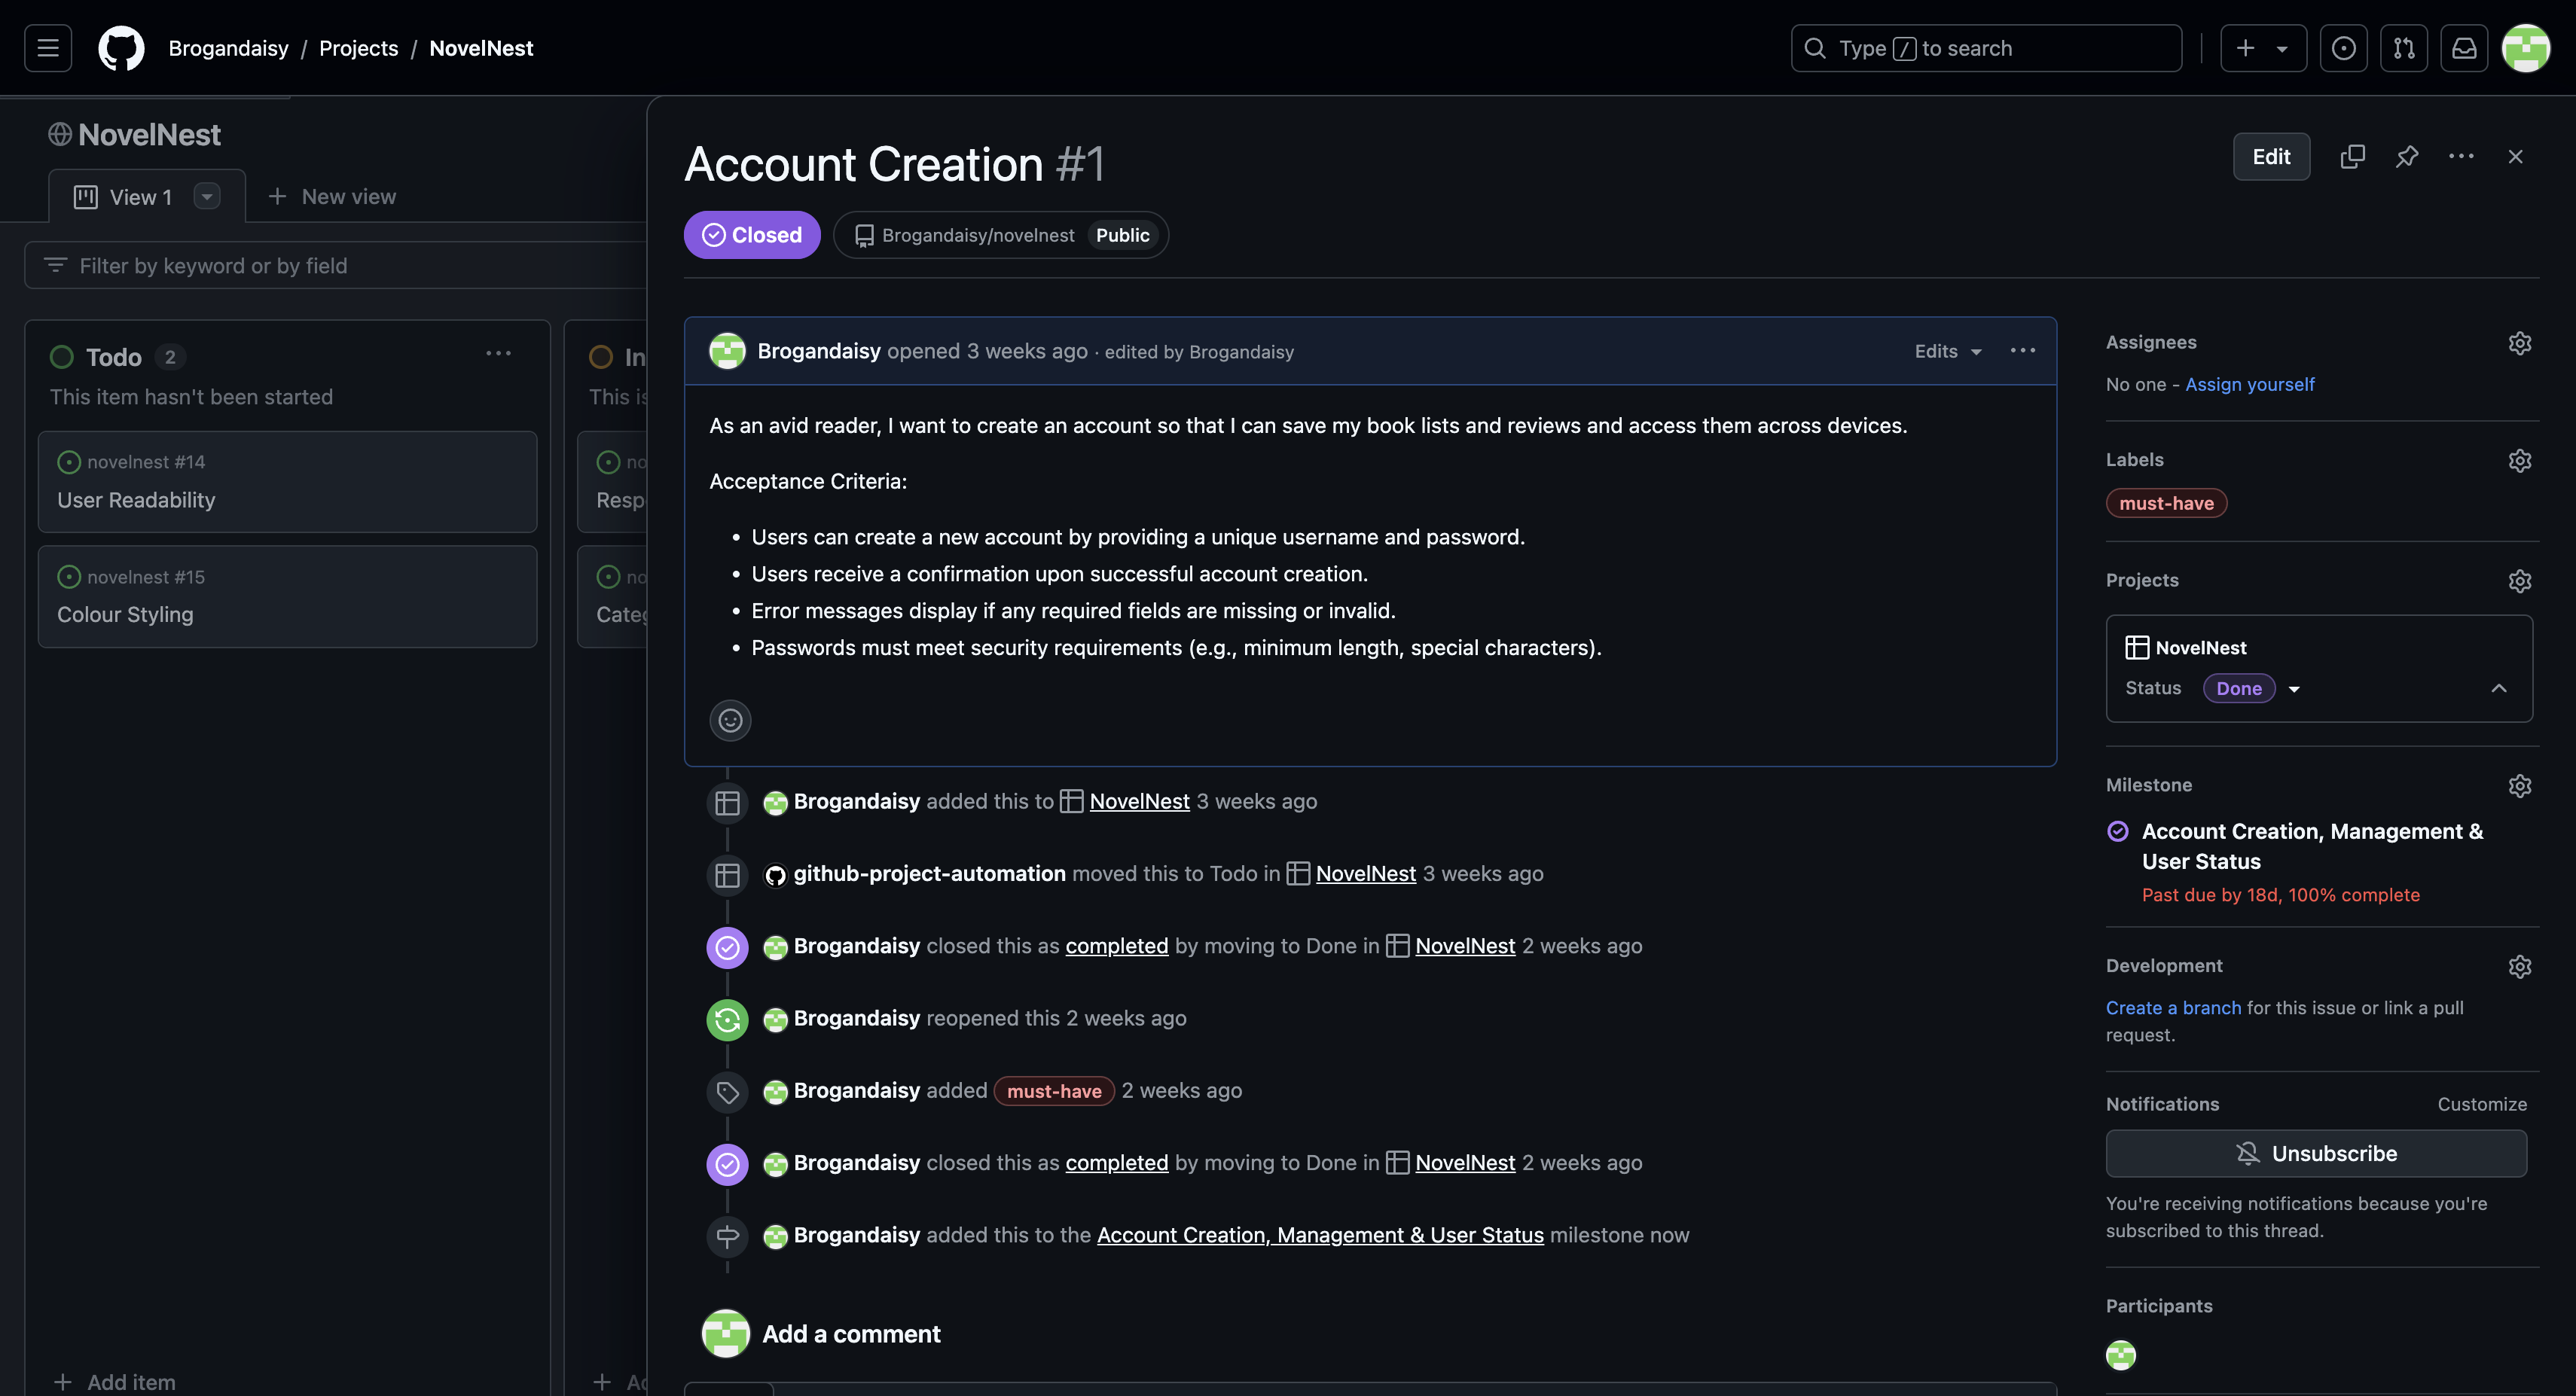 Brogandaisy / Projects / NovelNest
Type / to search
NovelNest
View 1
New view
Filter by keyword or by field
Todo 2
This item hasn't been started
novelnest #14
User Readability
novelnest #15
Colour Styling
Add item
In
This is
no
Resp
no
Categ
Ad
Account Creation #1
Edit
Closed
Brogandaisy/novelnest Public
Brogandaisy opened 3 weeks ago · edited by Brogandaisy
Edits
As an avid reader, I want to create an account so that I can save my book lists and reviews and access them across devices.
Acceptance Criteria:
• Users can create a new account by providing a unique username and password.
• Users receive a confirmation upon successful account creation.
• Error messages display if any required fields are missing or invalid.
• Passwords must meet security requirements (e.g., minimum length, special characters).
Brogandaisy added this to NovelNest 3 weeks ago
github-project-automation moved this to Todo in NovelNest 3 weeks ago
Brogandaisy closed this as completed by moving to Done in NovelNest 2 weeks ago
Brogandaisy reopened this 2 weeks ago
Brogandaisy added must-have 2 weeks ago
Brogandaisy closed this as completed by moving to Done in NovelNest 2 weeks ago
Brogandaisy added this to the Account Creation, Management & User Status milestone now
Add a comment
Assignees
No one - Assign yourself
Labels
must-have
Projects
NovelNest
Status Done
Milestone
Account Creation, Management &
User Status
Past due by 18d, 100% complete
Development
Create a branch for this issue or link a pull
request.
Notifications Customize
Unsubscribe
You're receiving notifications because you're
subscribed to this thread.
Participants